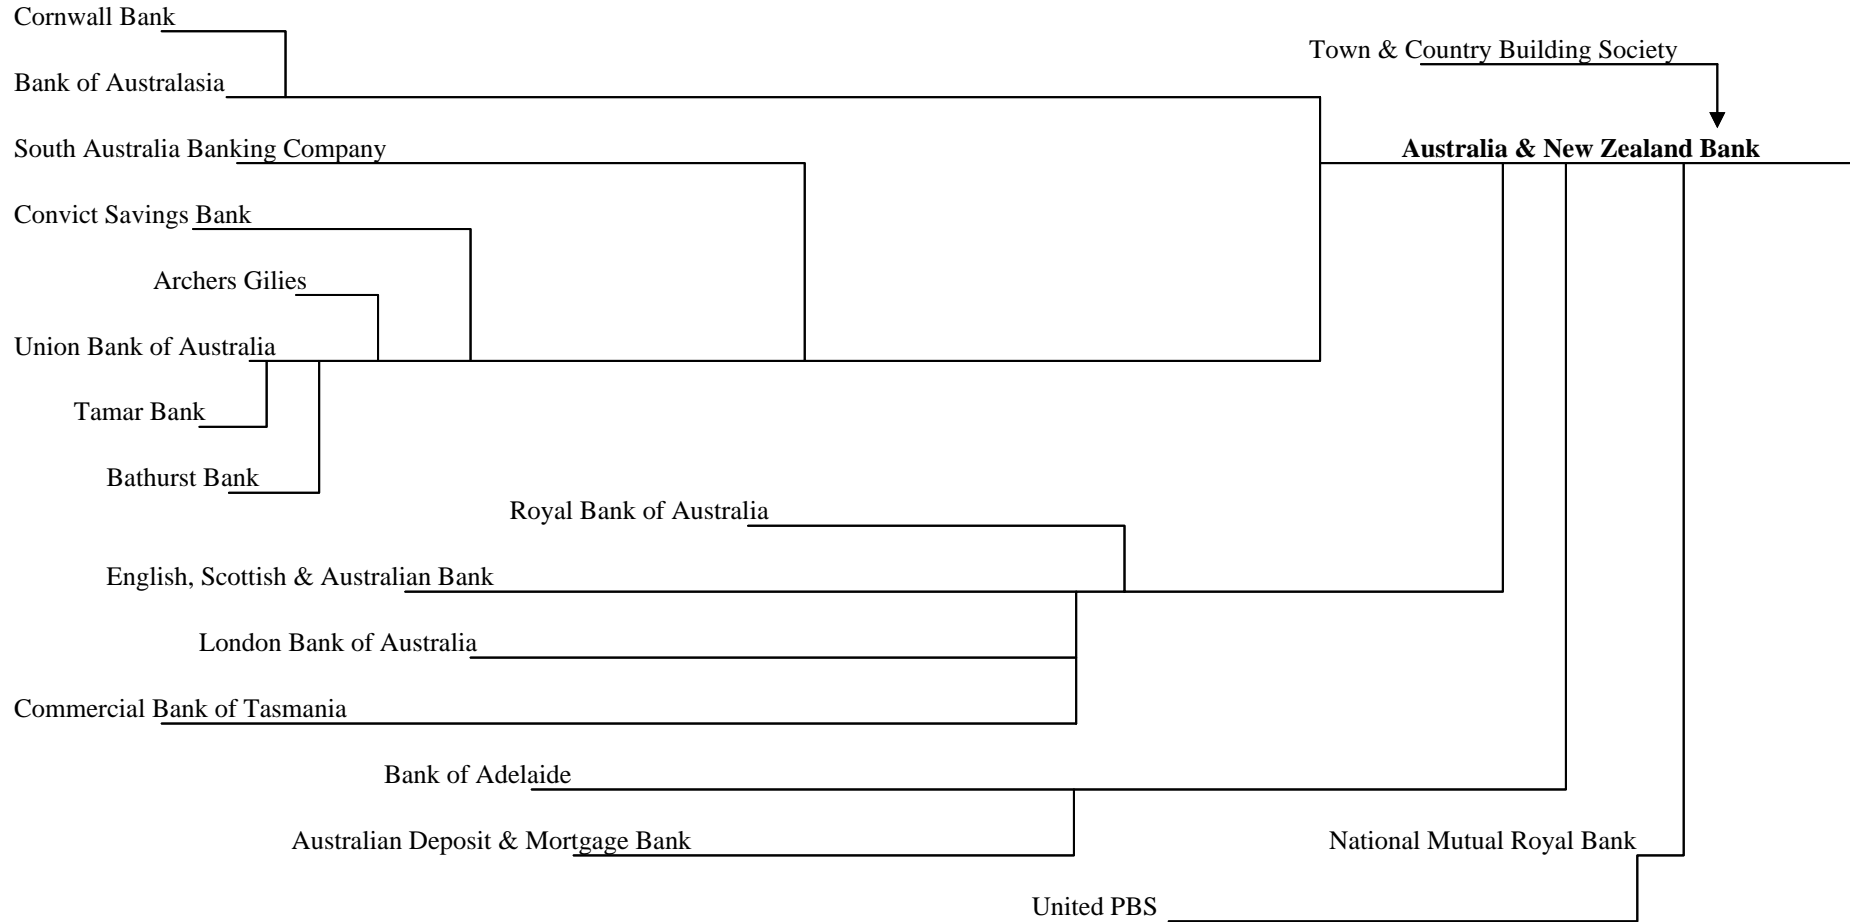 Cornwall Bank
Town & Country Building Society
Bank of Australasia
South Australia Banking Company
Australia & New Zealand Bank
Convict Savings Bank
Archers Gilies
Union Bank of Australia
Tamar Bank
Bathurst Bank
Royal Bank of Australia
English, Scottish & Australian Bank
London Bank of Australia
Commercial Bank of Tasmania
Bank of Adelaide
Australian Deposit & Mortgage Bank
National Mutual Royal Bank
United PBS